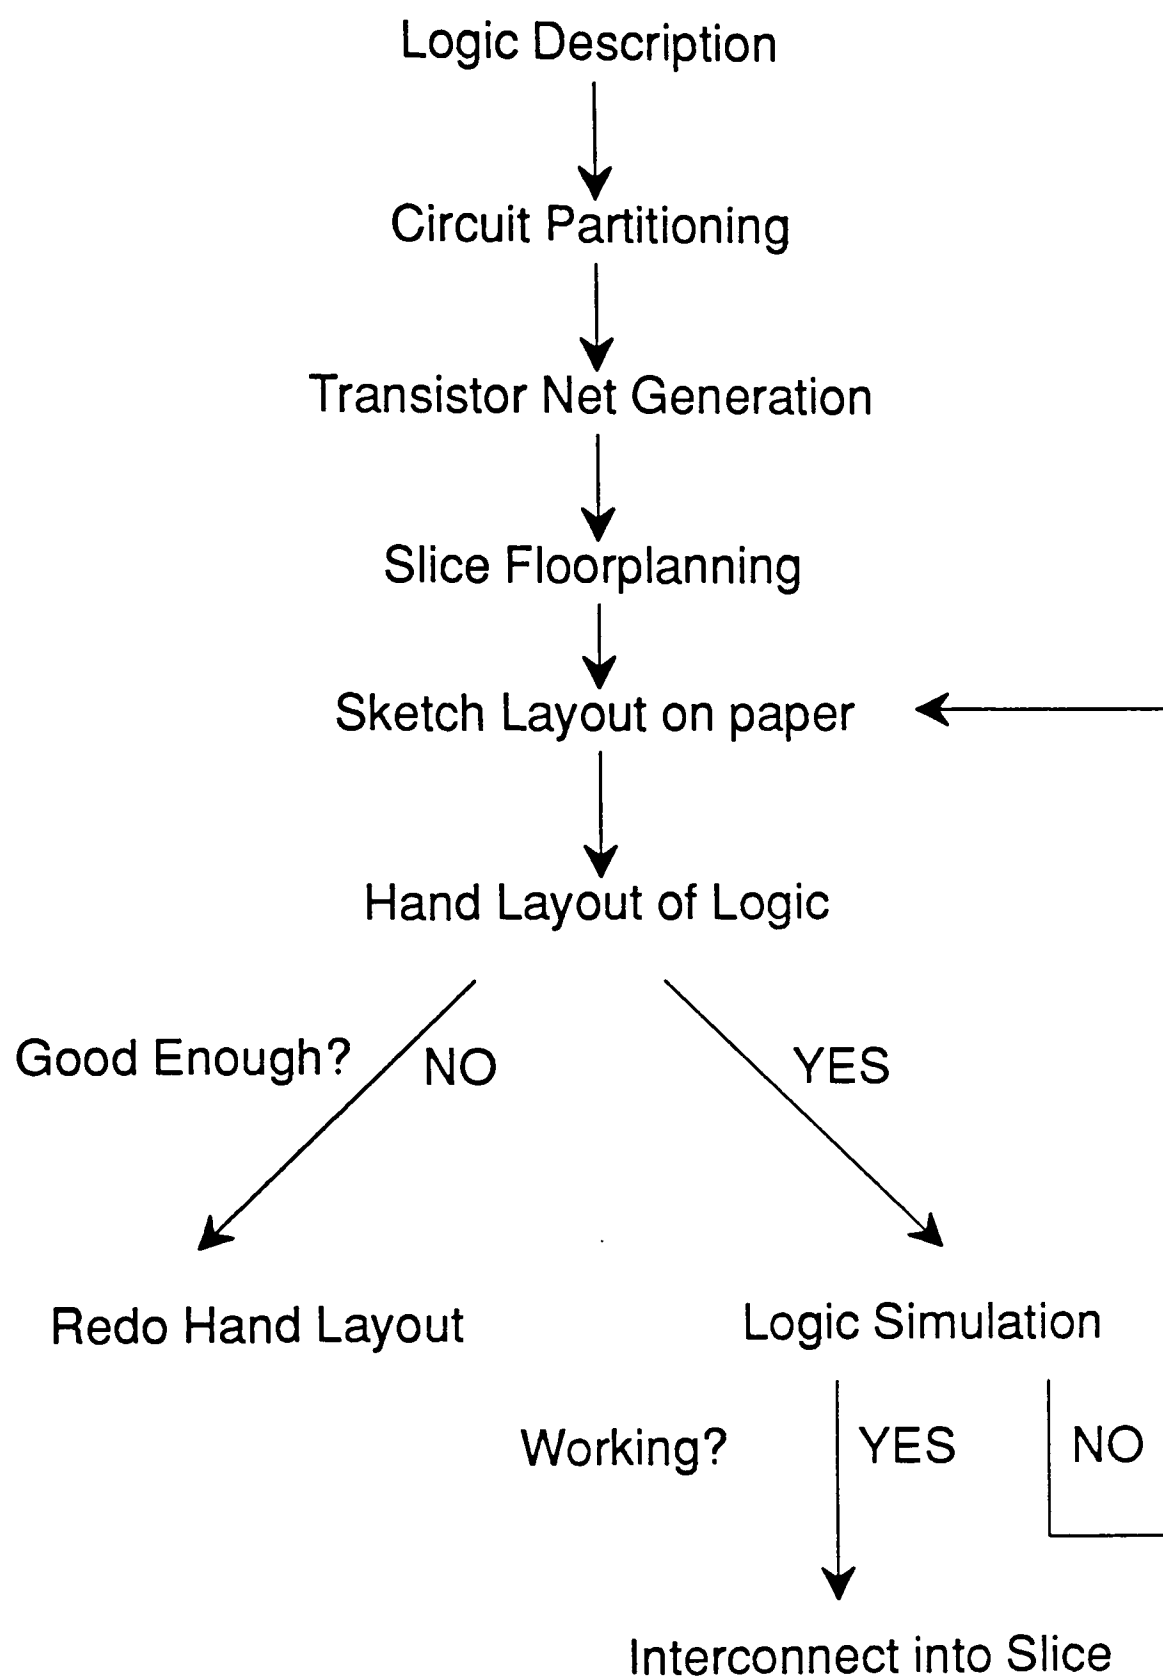 Logic Description
Circuit Partitioning
Transistor Net Generation
Slice Floorplanning
Sketch Layout on paper
Hand Layout of Logic
Good Enough?
NO
YES
Redo Hand Layout
Logic Simulation
Working?
YES
NO
Interconnect into Slice